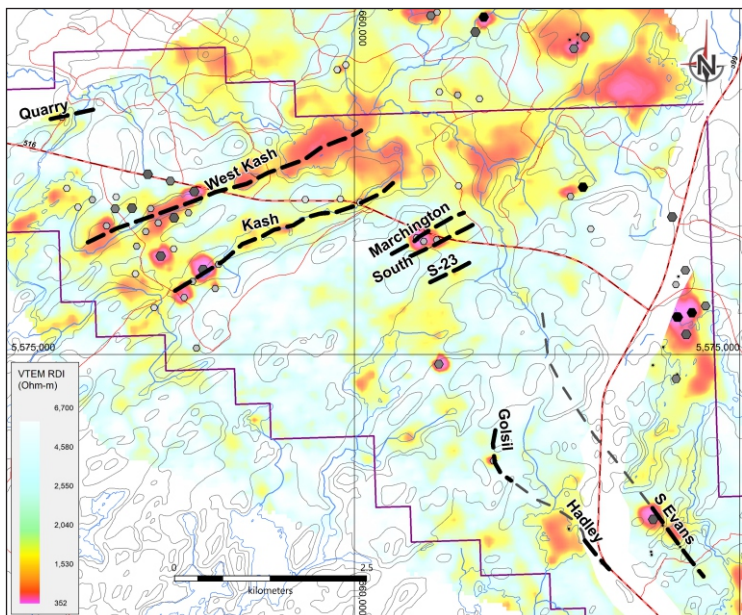 660,000
N
599
Quarry
516
West Kash
Kash
Marchington
South
S-23
5,575,000
5,575,000
VTEM RDI
(Ohm-m)
6,700
4,580
2,550
2,040
1,530
352
Golsil
Hadley
S Evans
0
2.5
kilometers
660,000